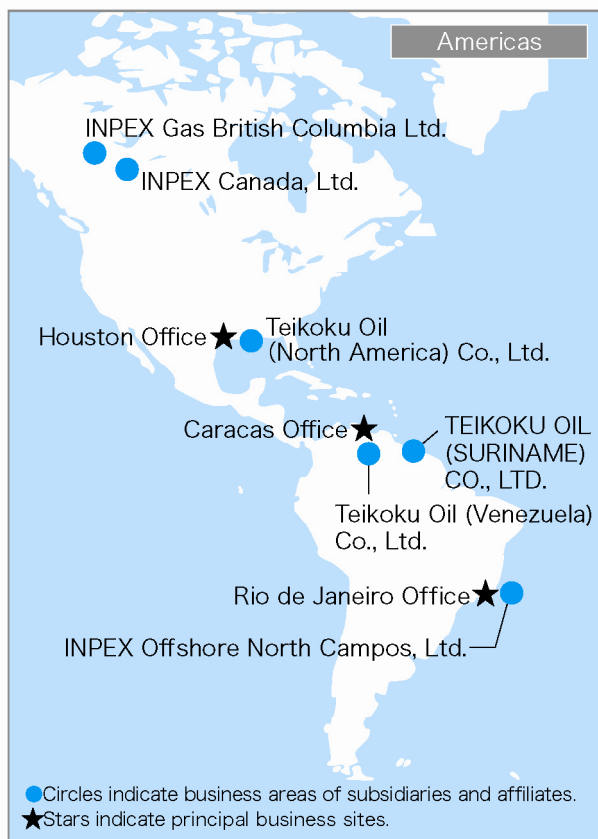 Americas
INPEX Gas British Columbia Ltd.
INPEX Canada, Ltd.
Houston Office
Teikoku Oil
(North America) Co., Ltd.
Caracas Office
TEIKOKU OIL
(SURINAME)
CO., LTD.
Teikoku Oil (Venezuela)
Co., Ltd.
Rio de Janeiro Office
INPEX Offshore North Campos, Ltd.
Circles indicate business areas of subsidiaries and affiliates.
Stars indicate principal business sites.